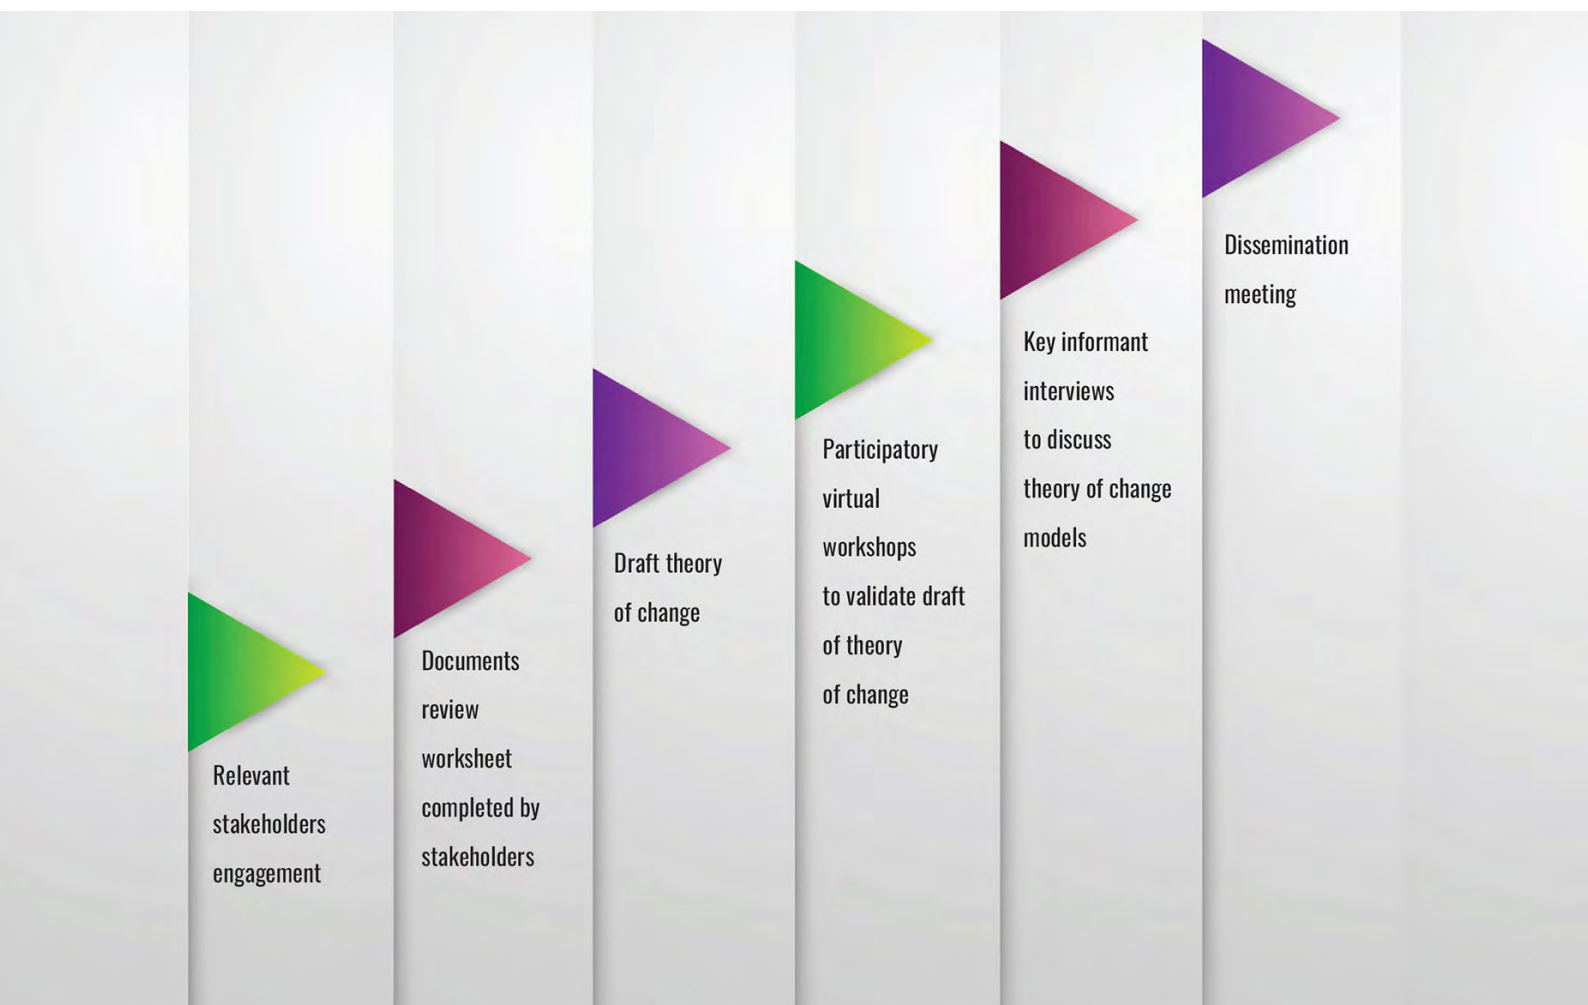 Relevant
stakeholders
engagement
Documents
review
worksheet
completed by
stakeholders
Draft theory
of change
Participatory
virtual
workshops
to validate draft
of theory
of change
Key informant
interviews
to discuss
theory of change
models
Dissemination
meeting